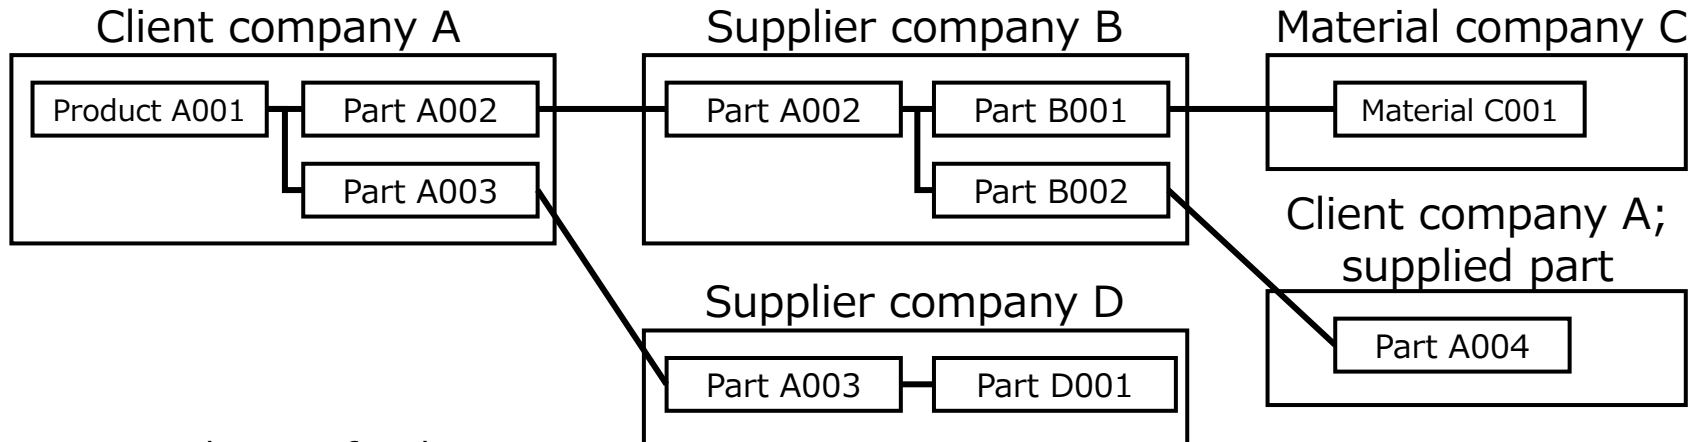 Client company A
Supplier company B
Material company C
Product A001
Part A002
Part A002
Part B001
Material C001
Part A003
Part B002
Client company A;
supplied part
Supplier company D
Part A004
Part A003
Part D001